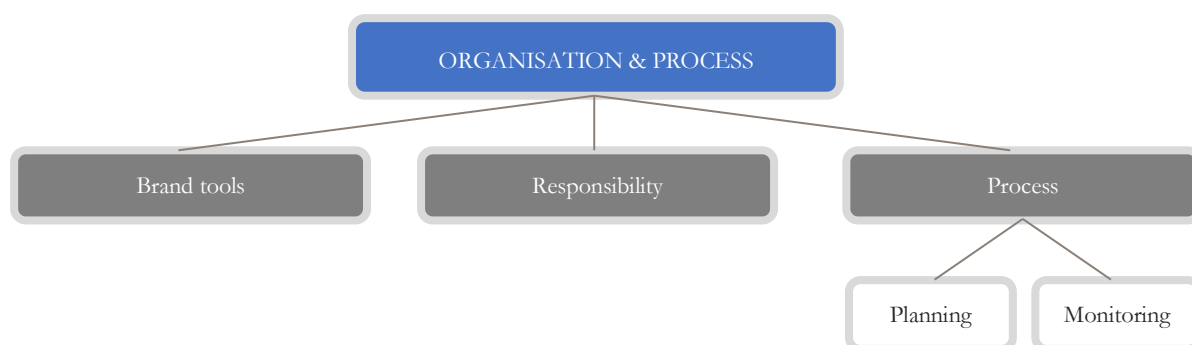 ORGANISATION & PROCESS
Brand tools
Responsibility
Process
Planning
Monitoring